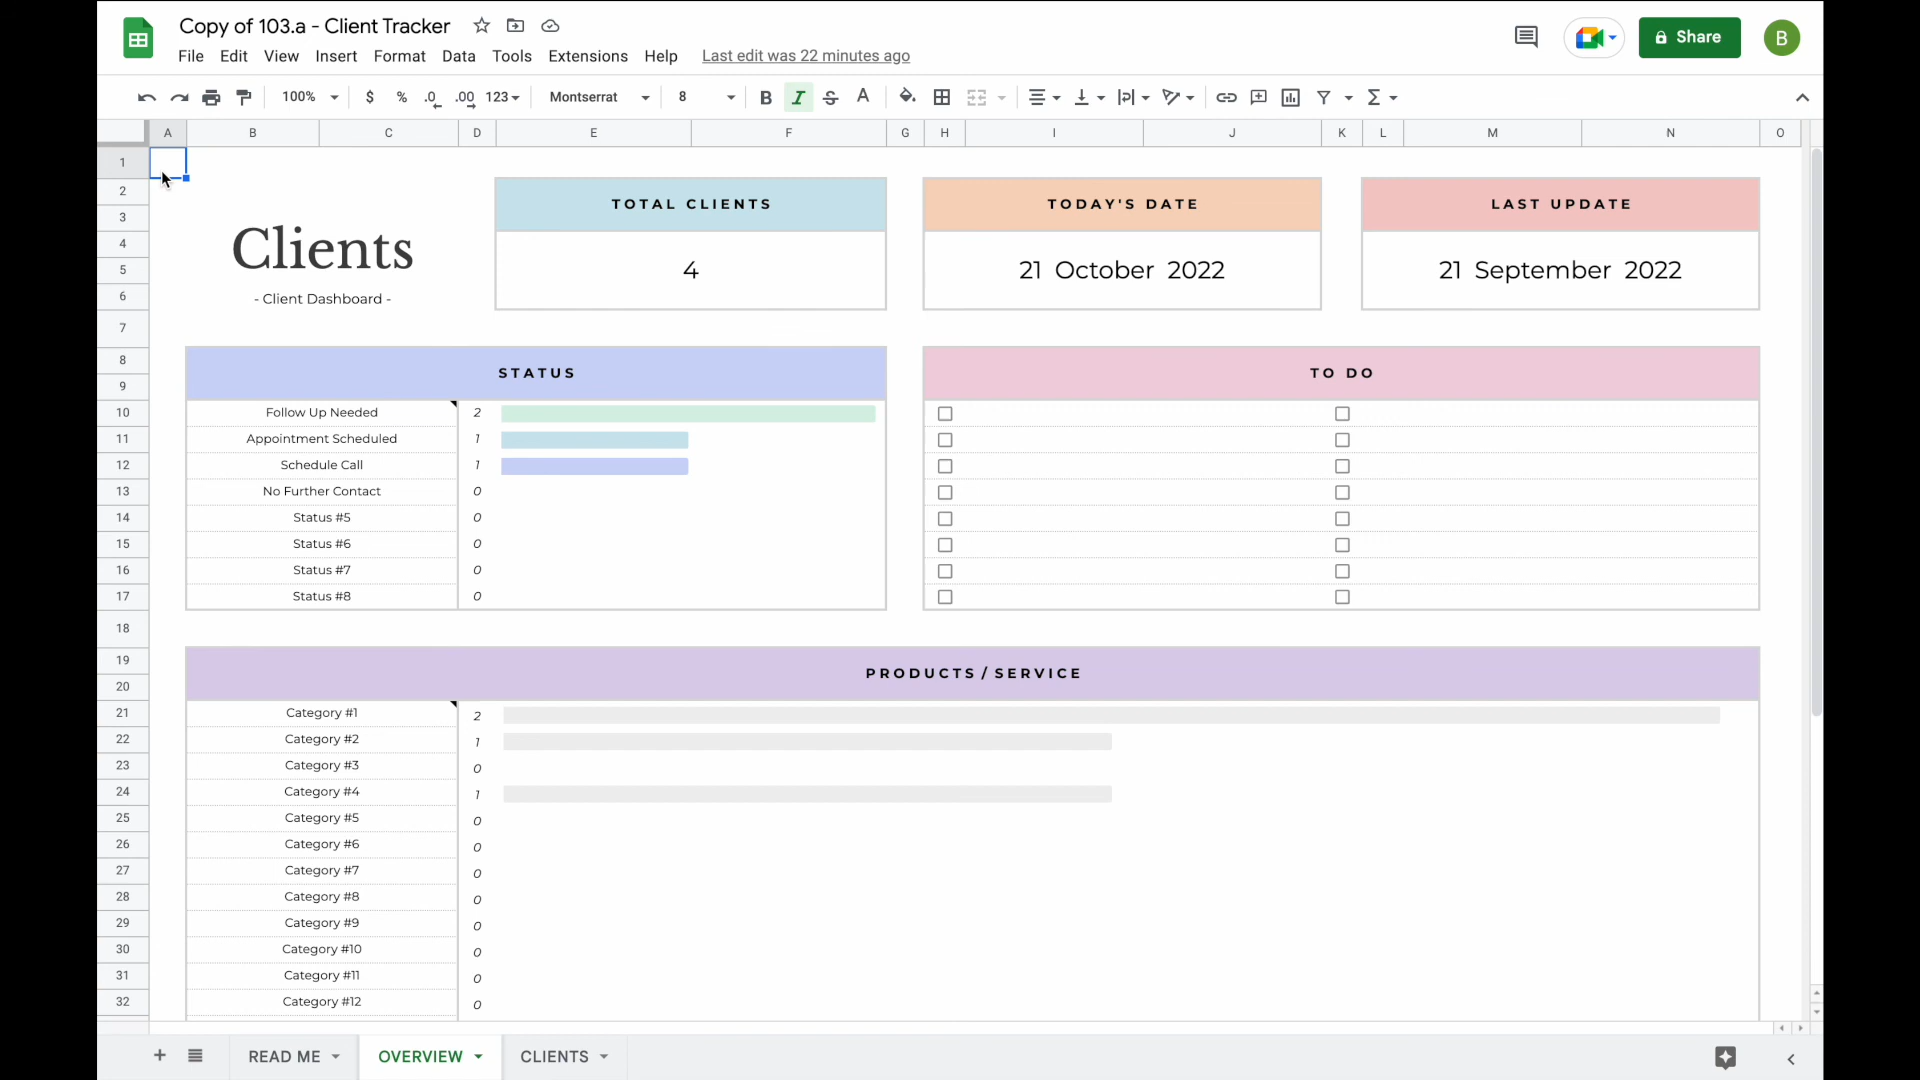 Copy of 103.a - Client Tracker
File Edit View Insert Format Data Tools Extensions Help Last edit was 22 minutes ago
Share
B
100% $ % .0 .00 123 Montserrat 8 B I S A Σ
A B C D E F G H I J K L M N O
1
2
3
4
5
6
7
8
9
10
11
12
13
14
15
16
17
18
19
20
21
22
23
24
25
26
27
28
29
30
31
32
Clients
- Client Dashboard -
TOTAL CLIENTS
4
TODAY'S DATE
21 October 2022
LAST UPDATE
21 September 2022
STATUS
Follow Up Needed 2
Appointment Scheduled 1
Schedule Call 1
No Further Contact 0
Status #5 0
Status #6 0
Status #7 0
Status #8 0
TO DO
PRODUCTS / SERVICE
Category #1 2
Category #2 1
Category #3 0
Category #4 1
Category #5 0
Category #6 0
Category #7 0
Category #8 0
Category #9 0
Category #10 0
Category #11 0
Category #12 0
READ ME OVERVIEW CLIENTS